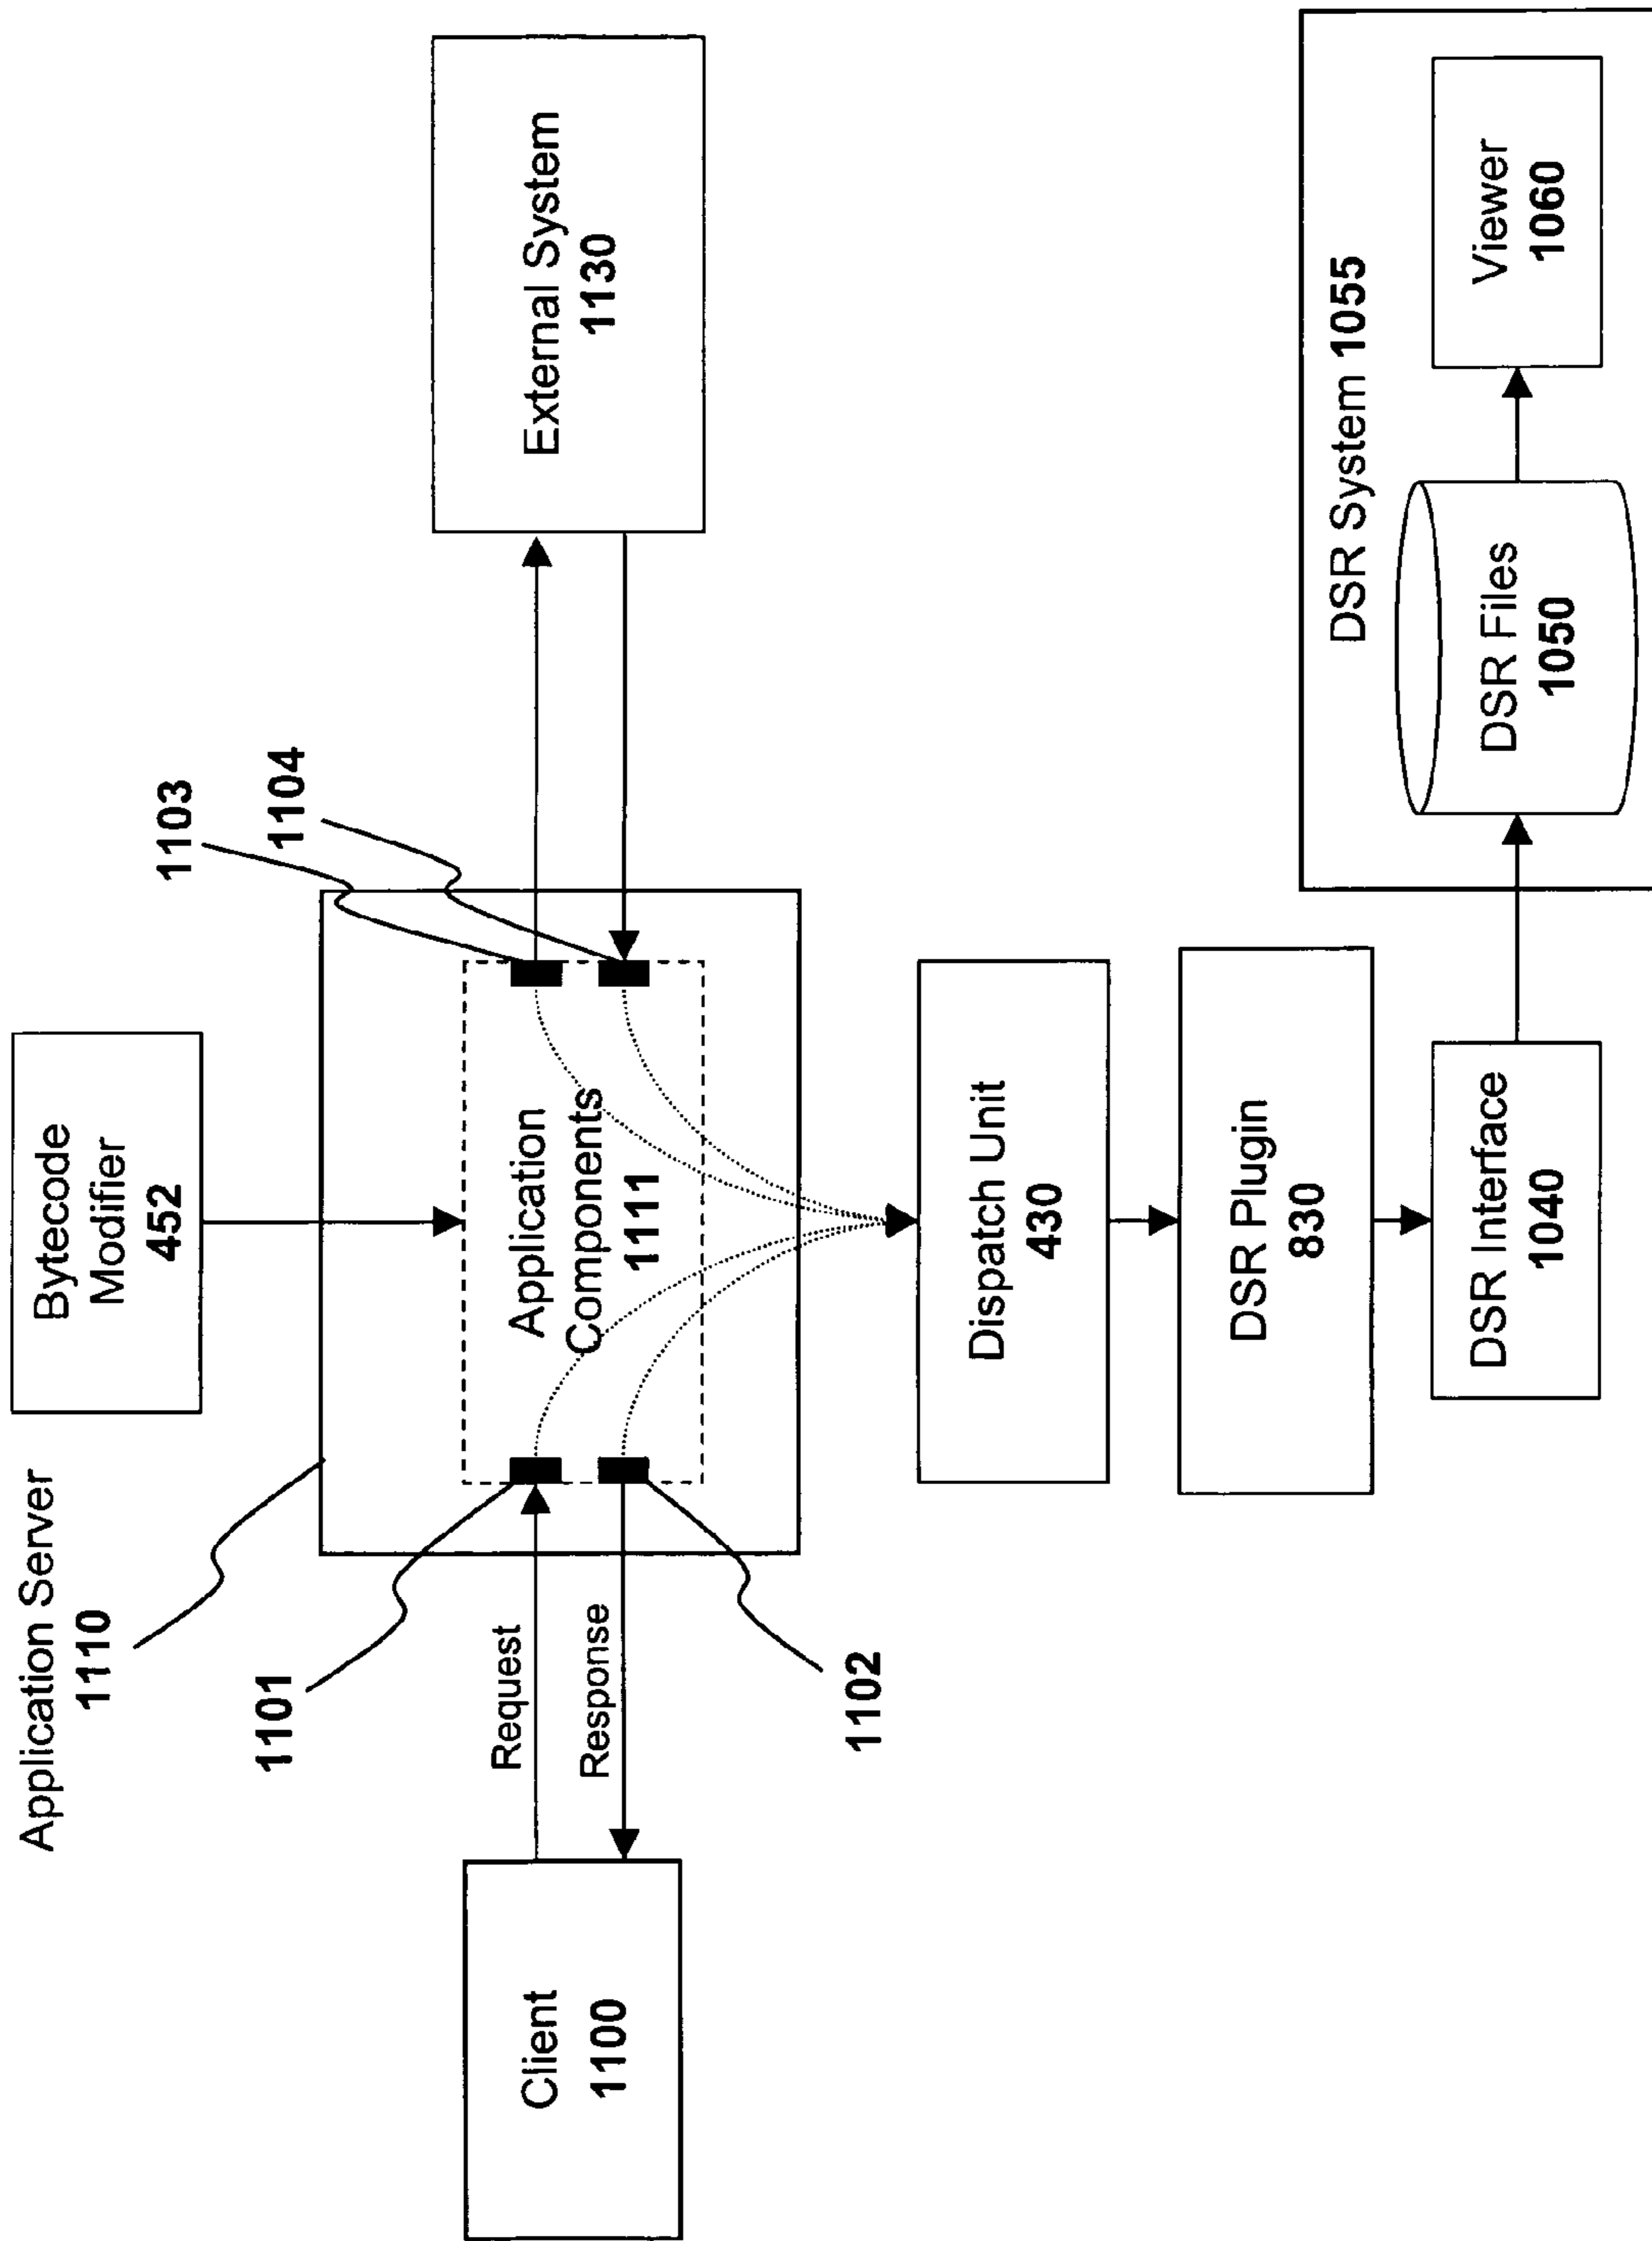 Application Server
1110
Bytecode
Modifier
452
1103
1104
1101
Request
Response
1102
Client
1100
Application
Components
1111
External System
1130
Dispatch Unit
430
DSR Plugin
830
DSR Interface
1040
DSR System 1055
DSR Files
1050
Viewer
1060